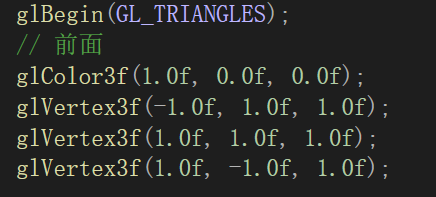 glBegin(GL_TRIANGLES);
// 前面
glColor3f(1.0f, 0.0f, 0.0f);
glVertex3f(-1.0f, 1.0f, 1.0f);
glVertex3f(1.0f, 1.0f, 1.0f);
glVertex3f(1.0f, -1.0f, 1.0f);